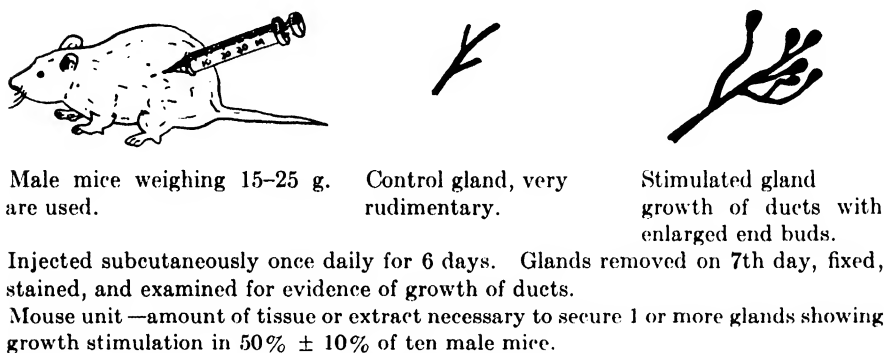 Male mice weighing 15–25 g.
are used.
Control gland, very
rudimentary.
Stimulated gland
growth of ducts with
enlarged end buds.
Injected subcutaneously once daily for 6 days. Glands removed on 7th day, fixed,
stained, and examined for evidence of growth of ducts.
Mouse unit—amount of tissue or extract necessary to secure 1 or more glands showing
growth stimulation in 50% ± 10% of ten male mice.